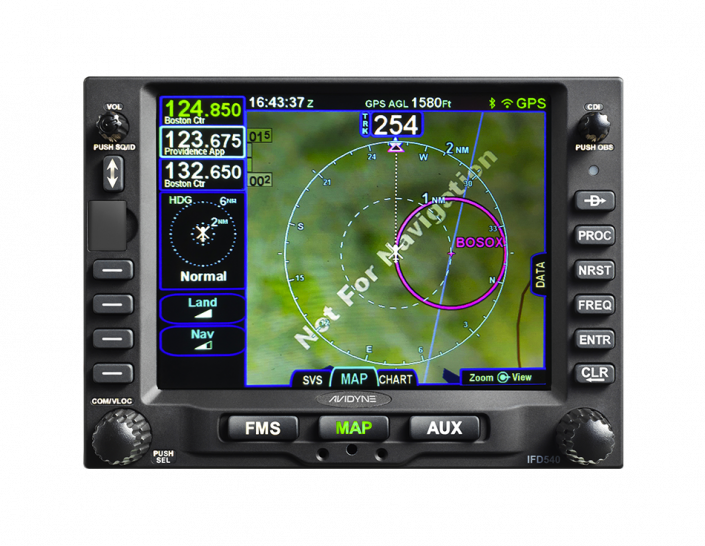 VOL
PUSH SQ/ID
124.850
Boston Ctr
123.675
Providence App
132.650
Boston Ctr
16:43:37 Z
GPS AGL 1580Ft
GPS
TRK
254
015
002
HDG
6NM
2NM
Normal
Land
Nav
24
W
2 NM
30
21
1 NM
33
S
BOSOX
15
N
3
E
6
Not For Navigation
DATA
SVS
MAP
CHART
Zoom
View
CDI
PUSH OBS
D
PROC
NRST
FREQ
ENTR
CLR
COM/VLOC
PUSH
SEL
AVIDYNE
FMS
MAP
AUX
IFD540